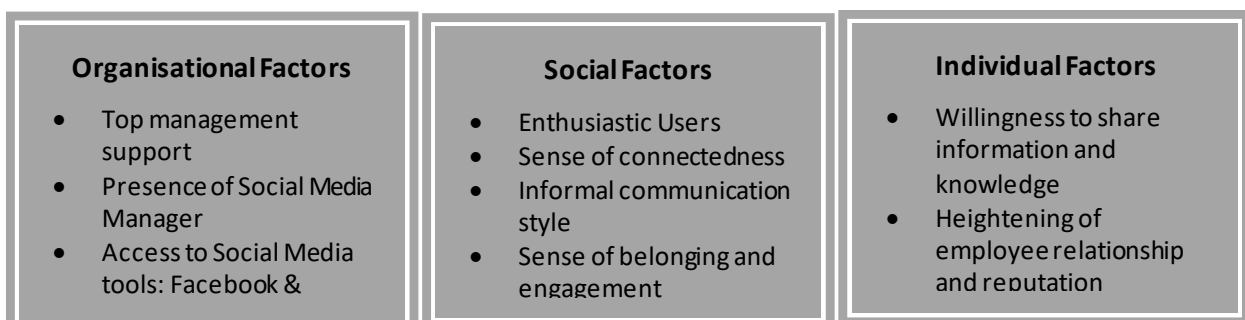 Organisational Factors
• Top management
support
• Presence of Social Media
Manager
• Access to Social Media
tools: Facebook &
Social Factors
• Enthusiastic Users
• Sense of connectedness
• Informal communication
style
• Sense of belonging and
engagement
Individual Factors
• Willingness to share
information and
knowledge
• Heightening of
employee relationship
and reputation